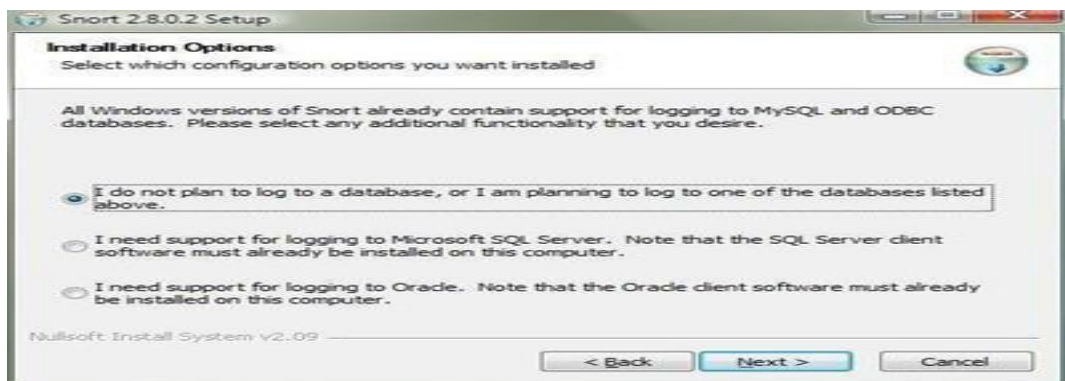 Snort 2.8.0.2 Setup
Installation Options
Select which configuration options you want installed
All Windows versions of Snort already contain support for logging to MySQL and ODBC
databases. Please select any additional functionality that you desire.
I do not plan to log to a database, or I am planning to log to one of the databases listed
above.
I need support for logging to Microsoft SQL Server. Note that the SQL Server client
software must already be installed on this computer.
I need support for logging to Oracle. Note that the Oracle client software must already
be installed on this computer.
Nullsoft Install System v2.09
< Back
Next >
Cancel